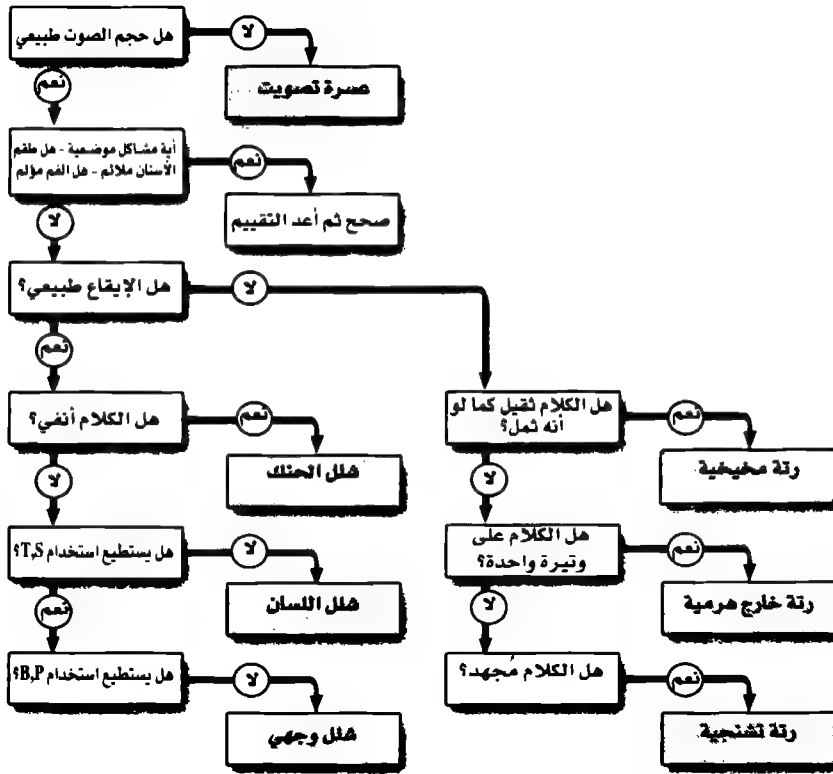 هل حجم الصوت طبيعي
لا
عسرة تصويت
نعم
أية مشاكل موضعية - هل طقم
الأسنان ملائم - هل الفم مؤلم
نعم
صحح ثم أعد التقييم
لا
هل الإيقاع طبيعي؟
لا
نعم
هل الكلام أنفي؟
نعم
شلل الحنك
لا
هل يستطيع استخدام T,S؟
لا
شلل اللسان
نعم
هل يستطيع استخدام B,P؟
لا
شلل وجهي
هل الكلام ثقيل كما لو
أنه ثمل؟
نعم
رتة مخيخية
لا
هل الكلام على
وتيرة واحدة؟
نعم
رتة خارج هرمية
لا
هل الكلام مُجهد؟
نعم
رتة تشنجية